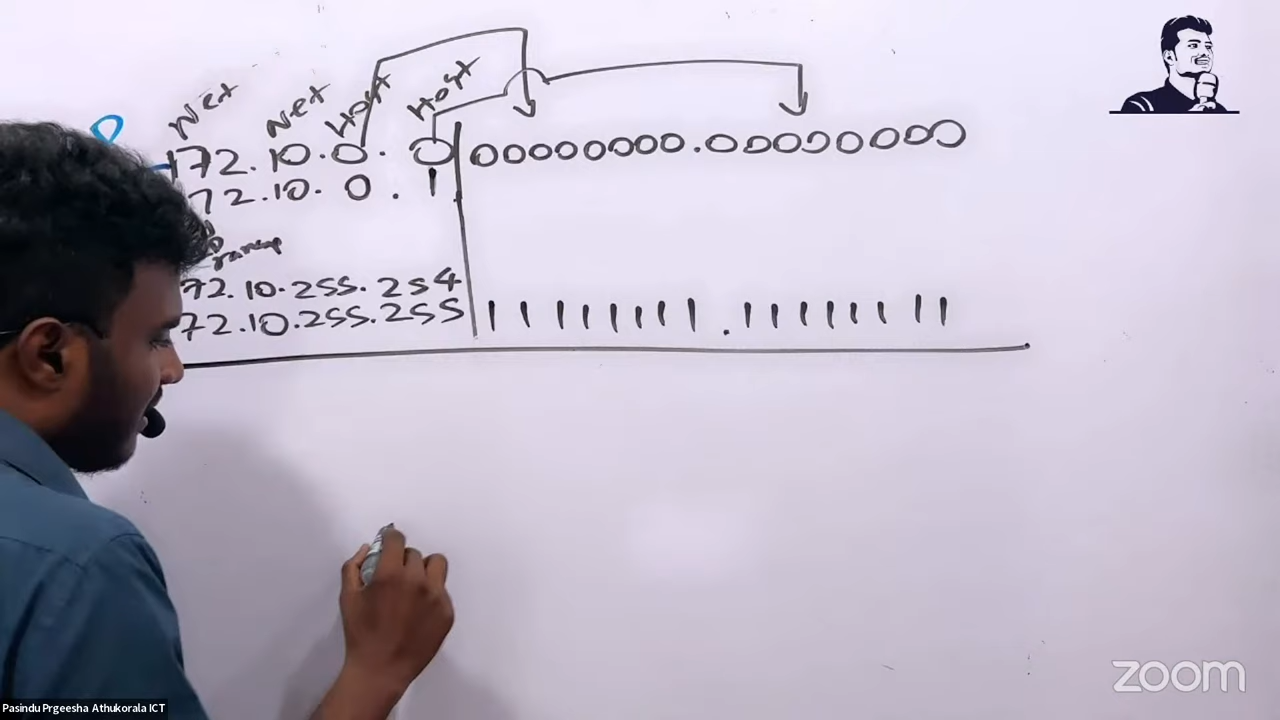 Net Net Host Host
172.10.0.0 00000000.00000000
72.10.0.1
72.10.255.254
72.10.255.255 11111111.11111111
zoom
Pasindu Prgeesha Athukorala ICT